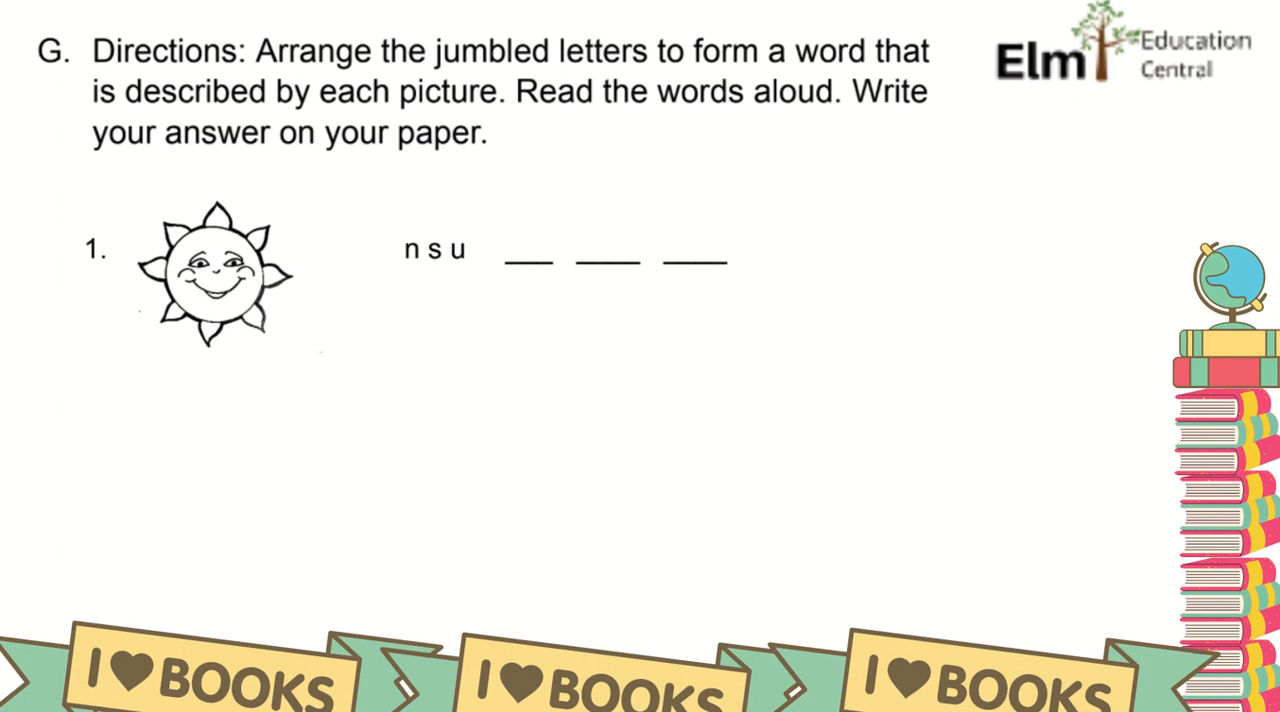 G. Directions: Arrange the jumbled letters to form a word that
is described by each picture. Read the words aloud. Write
your answer on your paper.
Elm Education
Central
1. n s u ___ ___ ___
I BOOKS
I BOOKS
I BOOKS